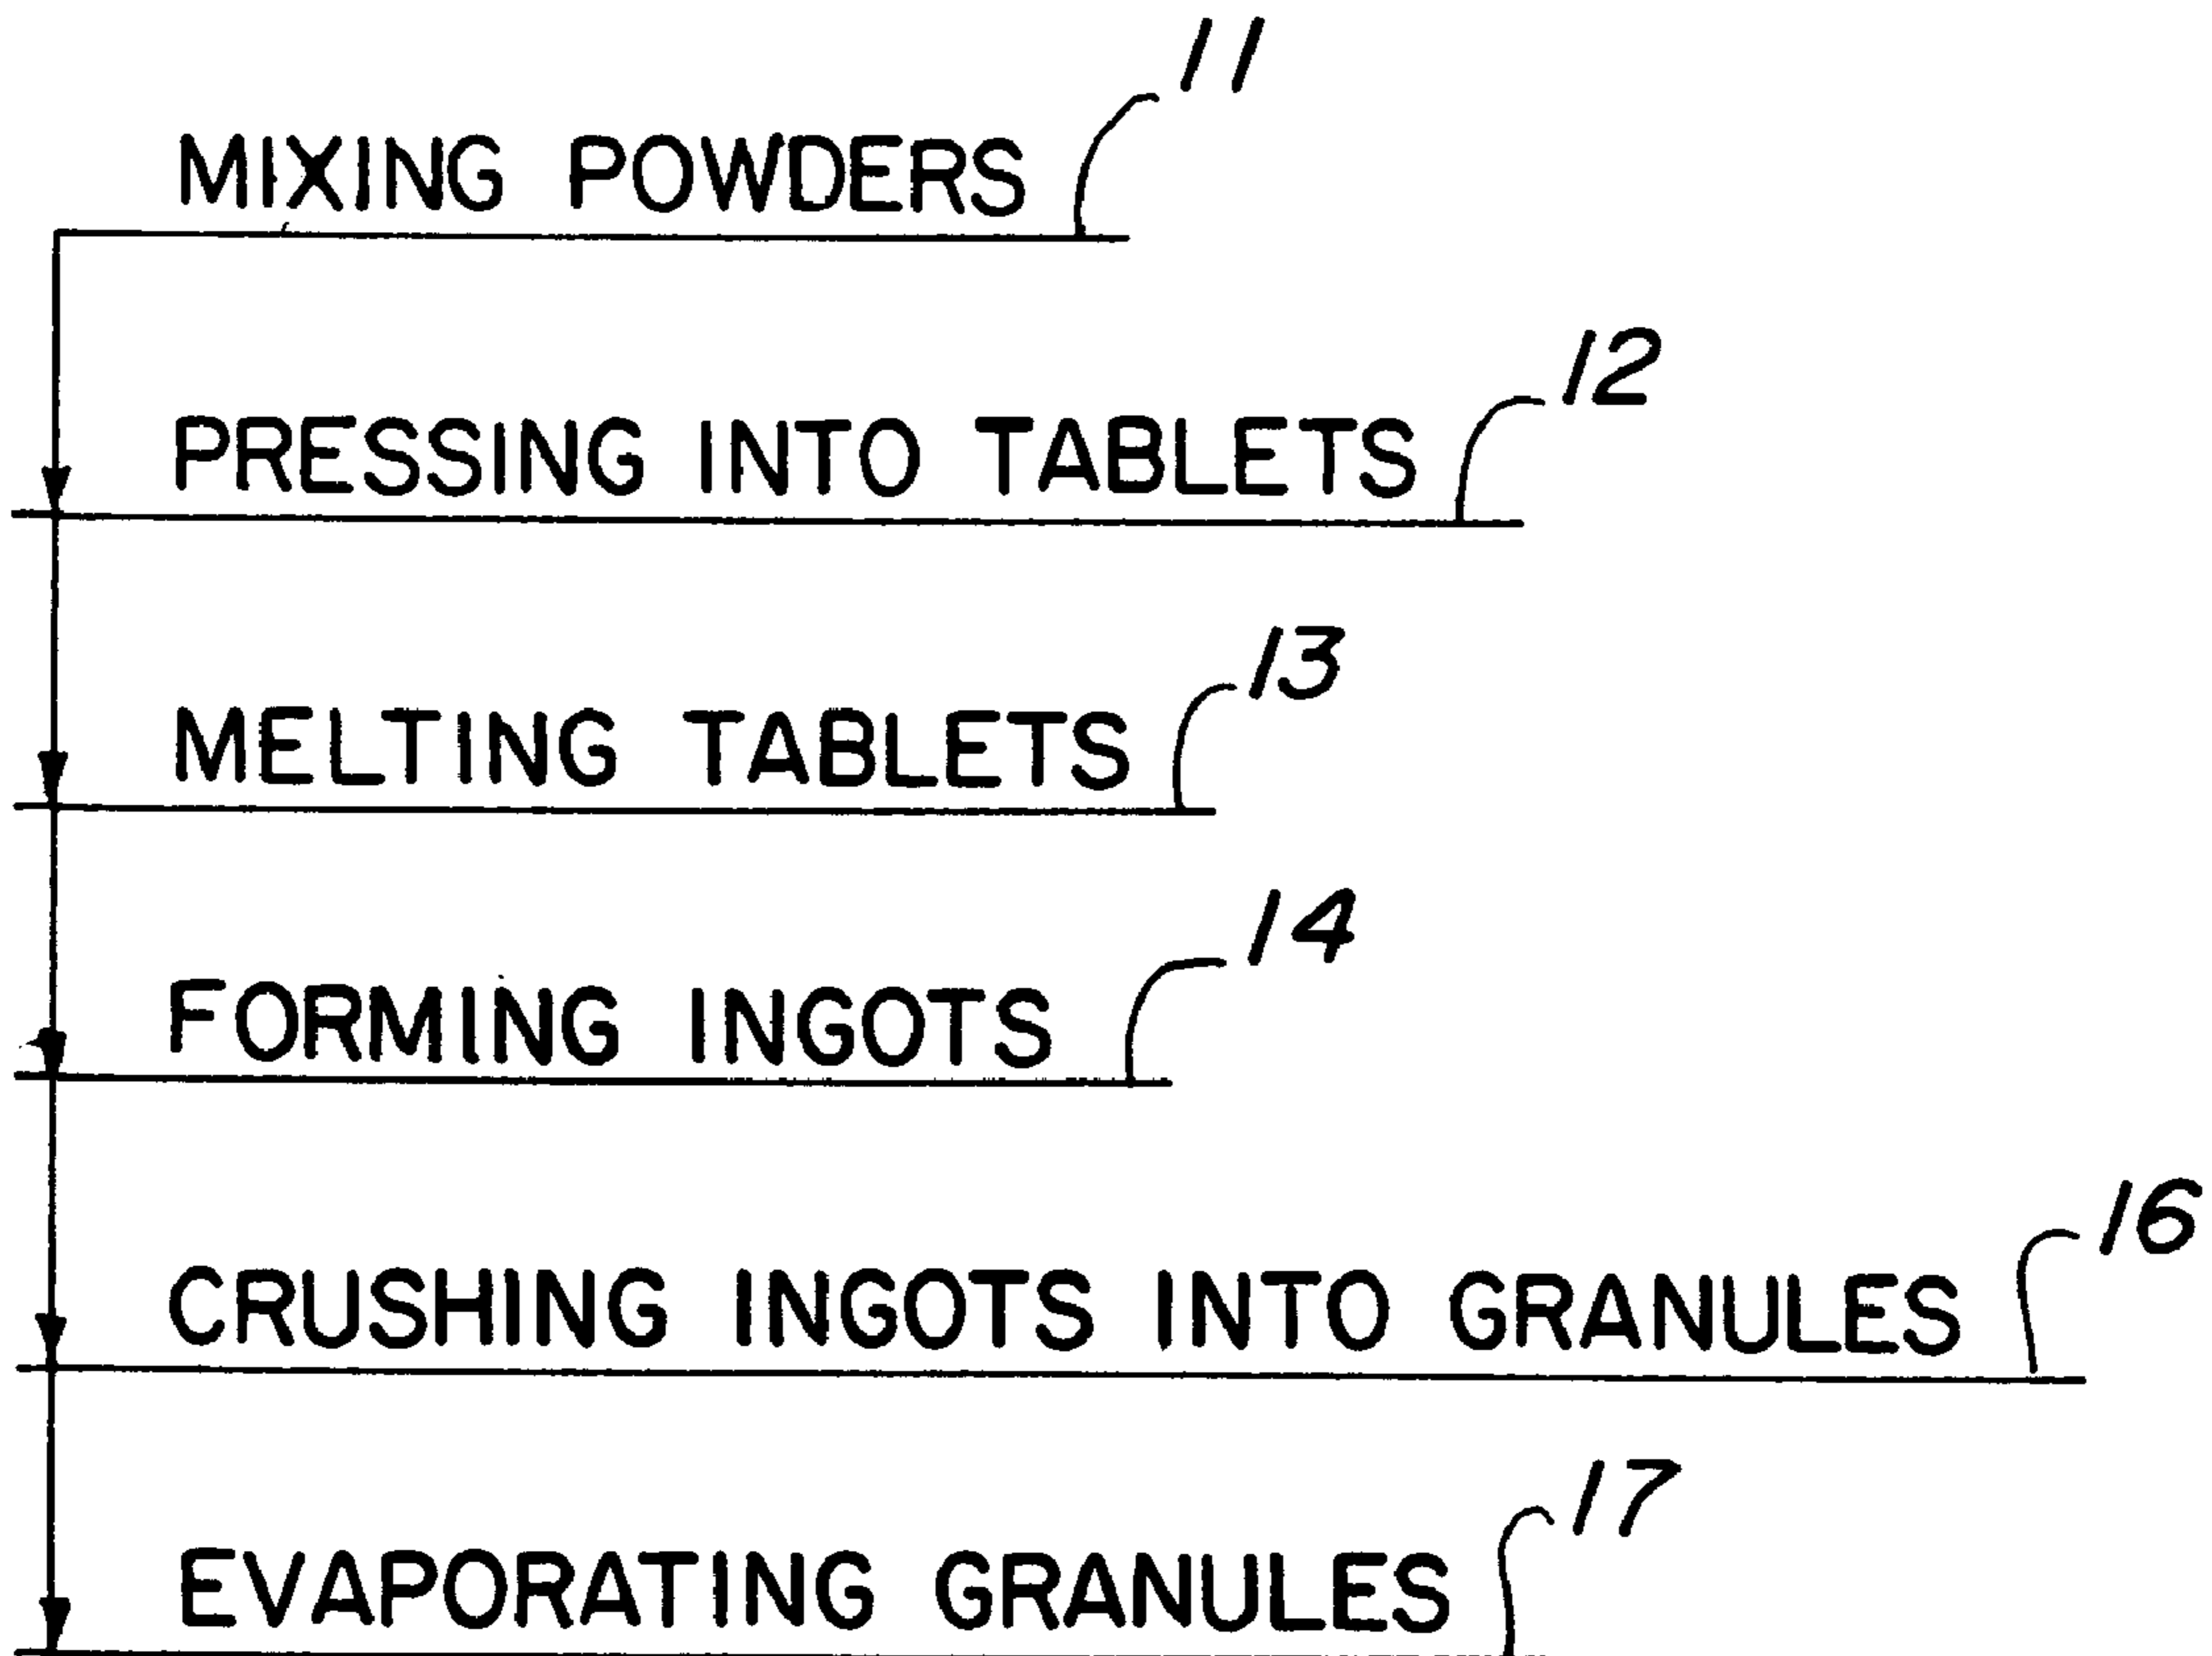 11
MIXING POWDERS
12
PRESSING INTO TABLETS
13
MELTING TABLETS
14
FORMING INGOTS
16
CRUSHING INGOTS INTO GRANULES
17
EVAPORATING GRANULES